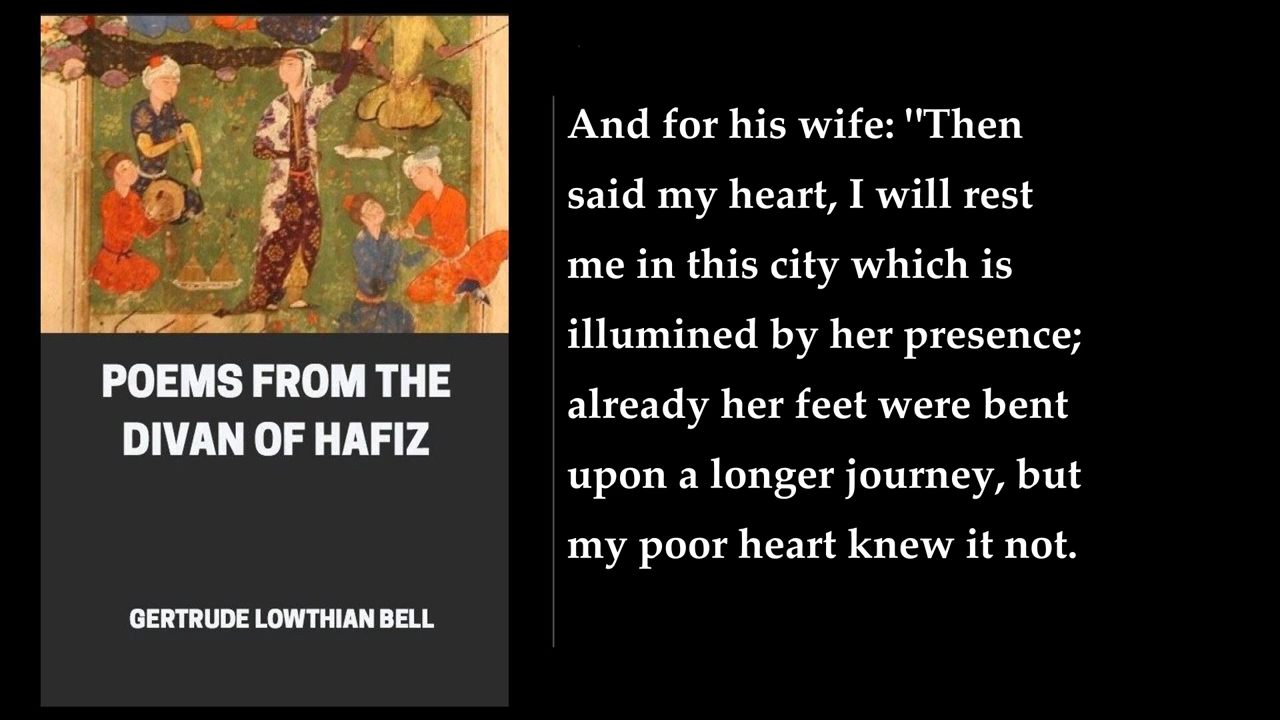 POEMS FROM THE
DIVAN OF HAFIZ
GERTRUDE LOWTHIAN BELL
And for his wife: "Then
said my heart, I will rest
me in this city which is
illumined by her presence;
already her feet were bent
upon a longer journey, but
my poor heart knew it not.